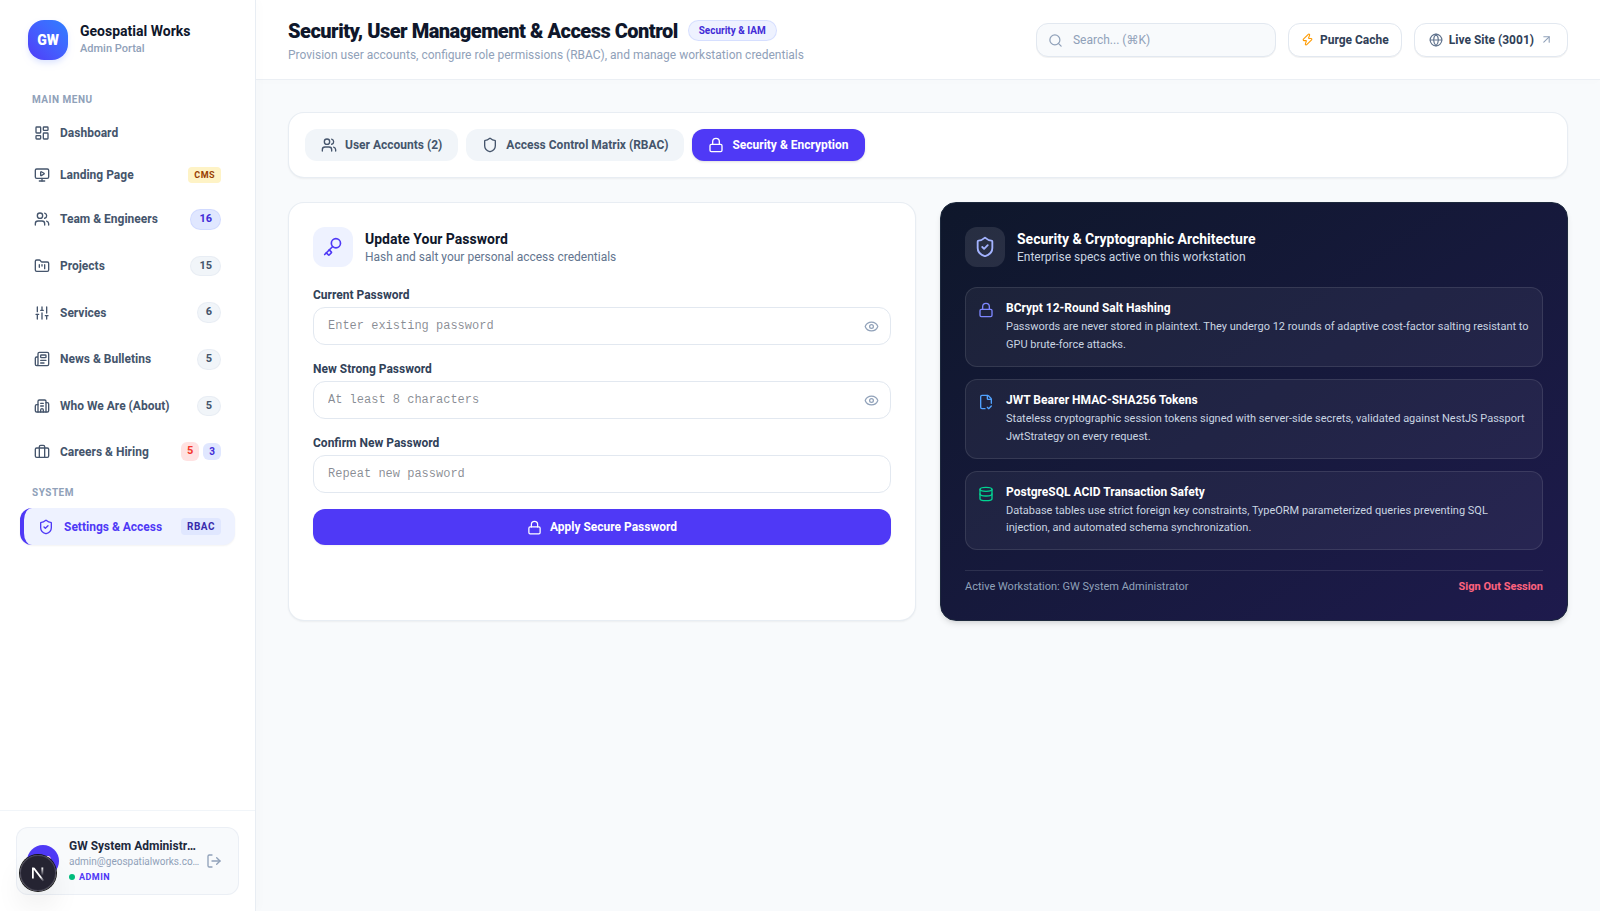 GW
Geospatial Works
Admin Portal
MAIN MENU
Dashboard
Landing Page CMS
Team & Engineers 16
Projects 15
Services 6
News & Bulletins 5
Who We Are (About) 5
Careers & Hiring 5 3
SYSTEM
Settings & Access RBAC
GW System Administr...
admin@geospatialworks.co...
ADMIN
N
Security, User Management & Access Control Security & IAM
Provision user accounts, configure role permissions (RBAC), and manage workstation credentials
Search... (⌘K)
Purge Cache
Live Site (3001)
User Accounts (2)
Access Control Matrix (RBAC)
Security & Encryption
Update Your Password
Hash and salt your personal access credentials
Current Password
Enter existing password
New Strong Password
At least 8 characters
Confirm New Password
Repeat new password
Apply Secure Password
Security & Cryptographic Architecture
Enterprise specs active on this workstation
BCrypt 12-Round Salt Hashing
Passwords are never stored in plaintext. They undergo 12 rounds of adaptive cost-factor salting resistant to
GPU brute-force attacks.
JWT Bearer HMAC-SHA256 Tokens
Stateless cryptographic session tokens signed with server-side secrets, validated against NestJS Passport
JwtStrategy on every request.
PostgreSQL ACID Transaction Safety
Database tables use strict foreign key constraints, TypeORM parameterized queries preventing SQL
injection, and automated schema synchronization.
Active Workstation: GW System Administrator
Sign Out Session